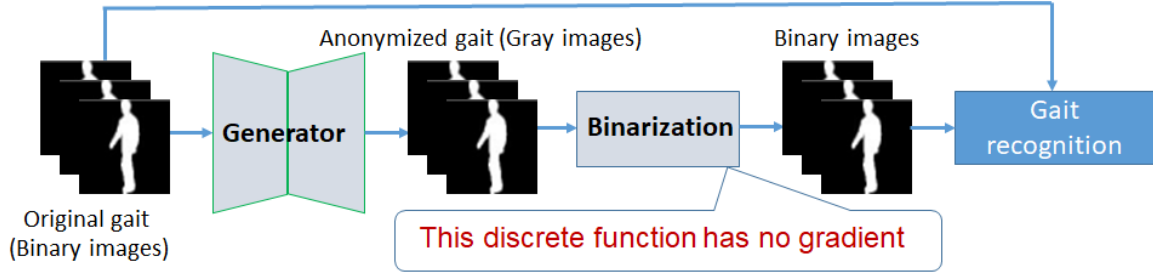 Anonymized gait (Gray images)
Binary images
Generator
Binarization
Gait
recognition
Original gait
(Binary images)
This discrete function has no gradient